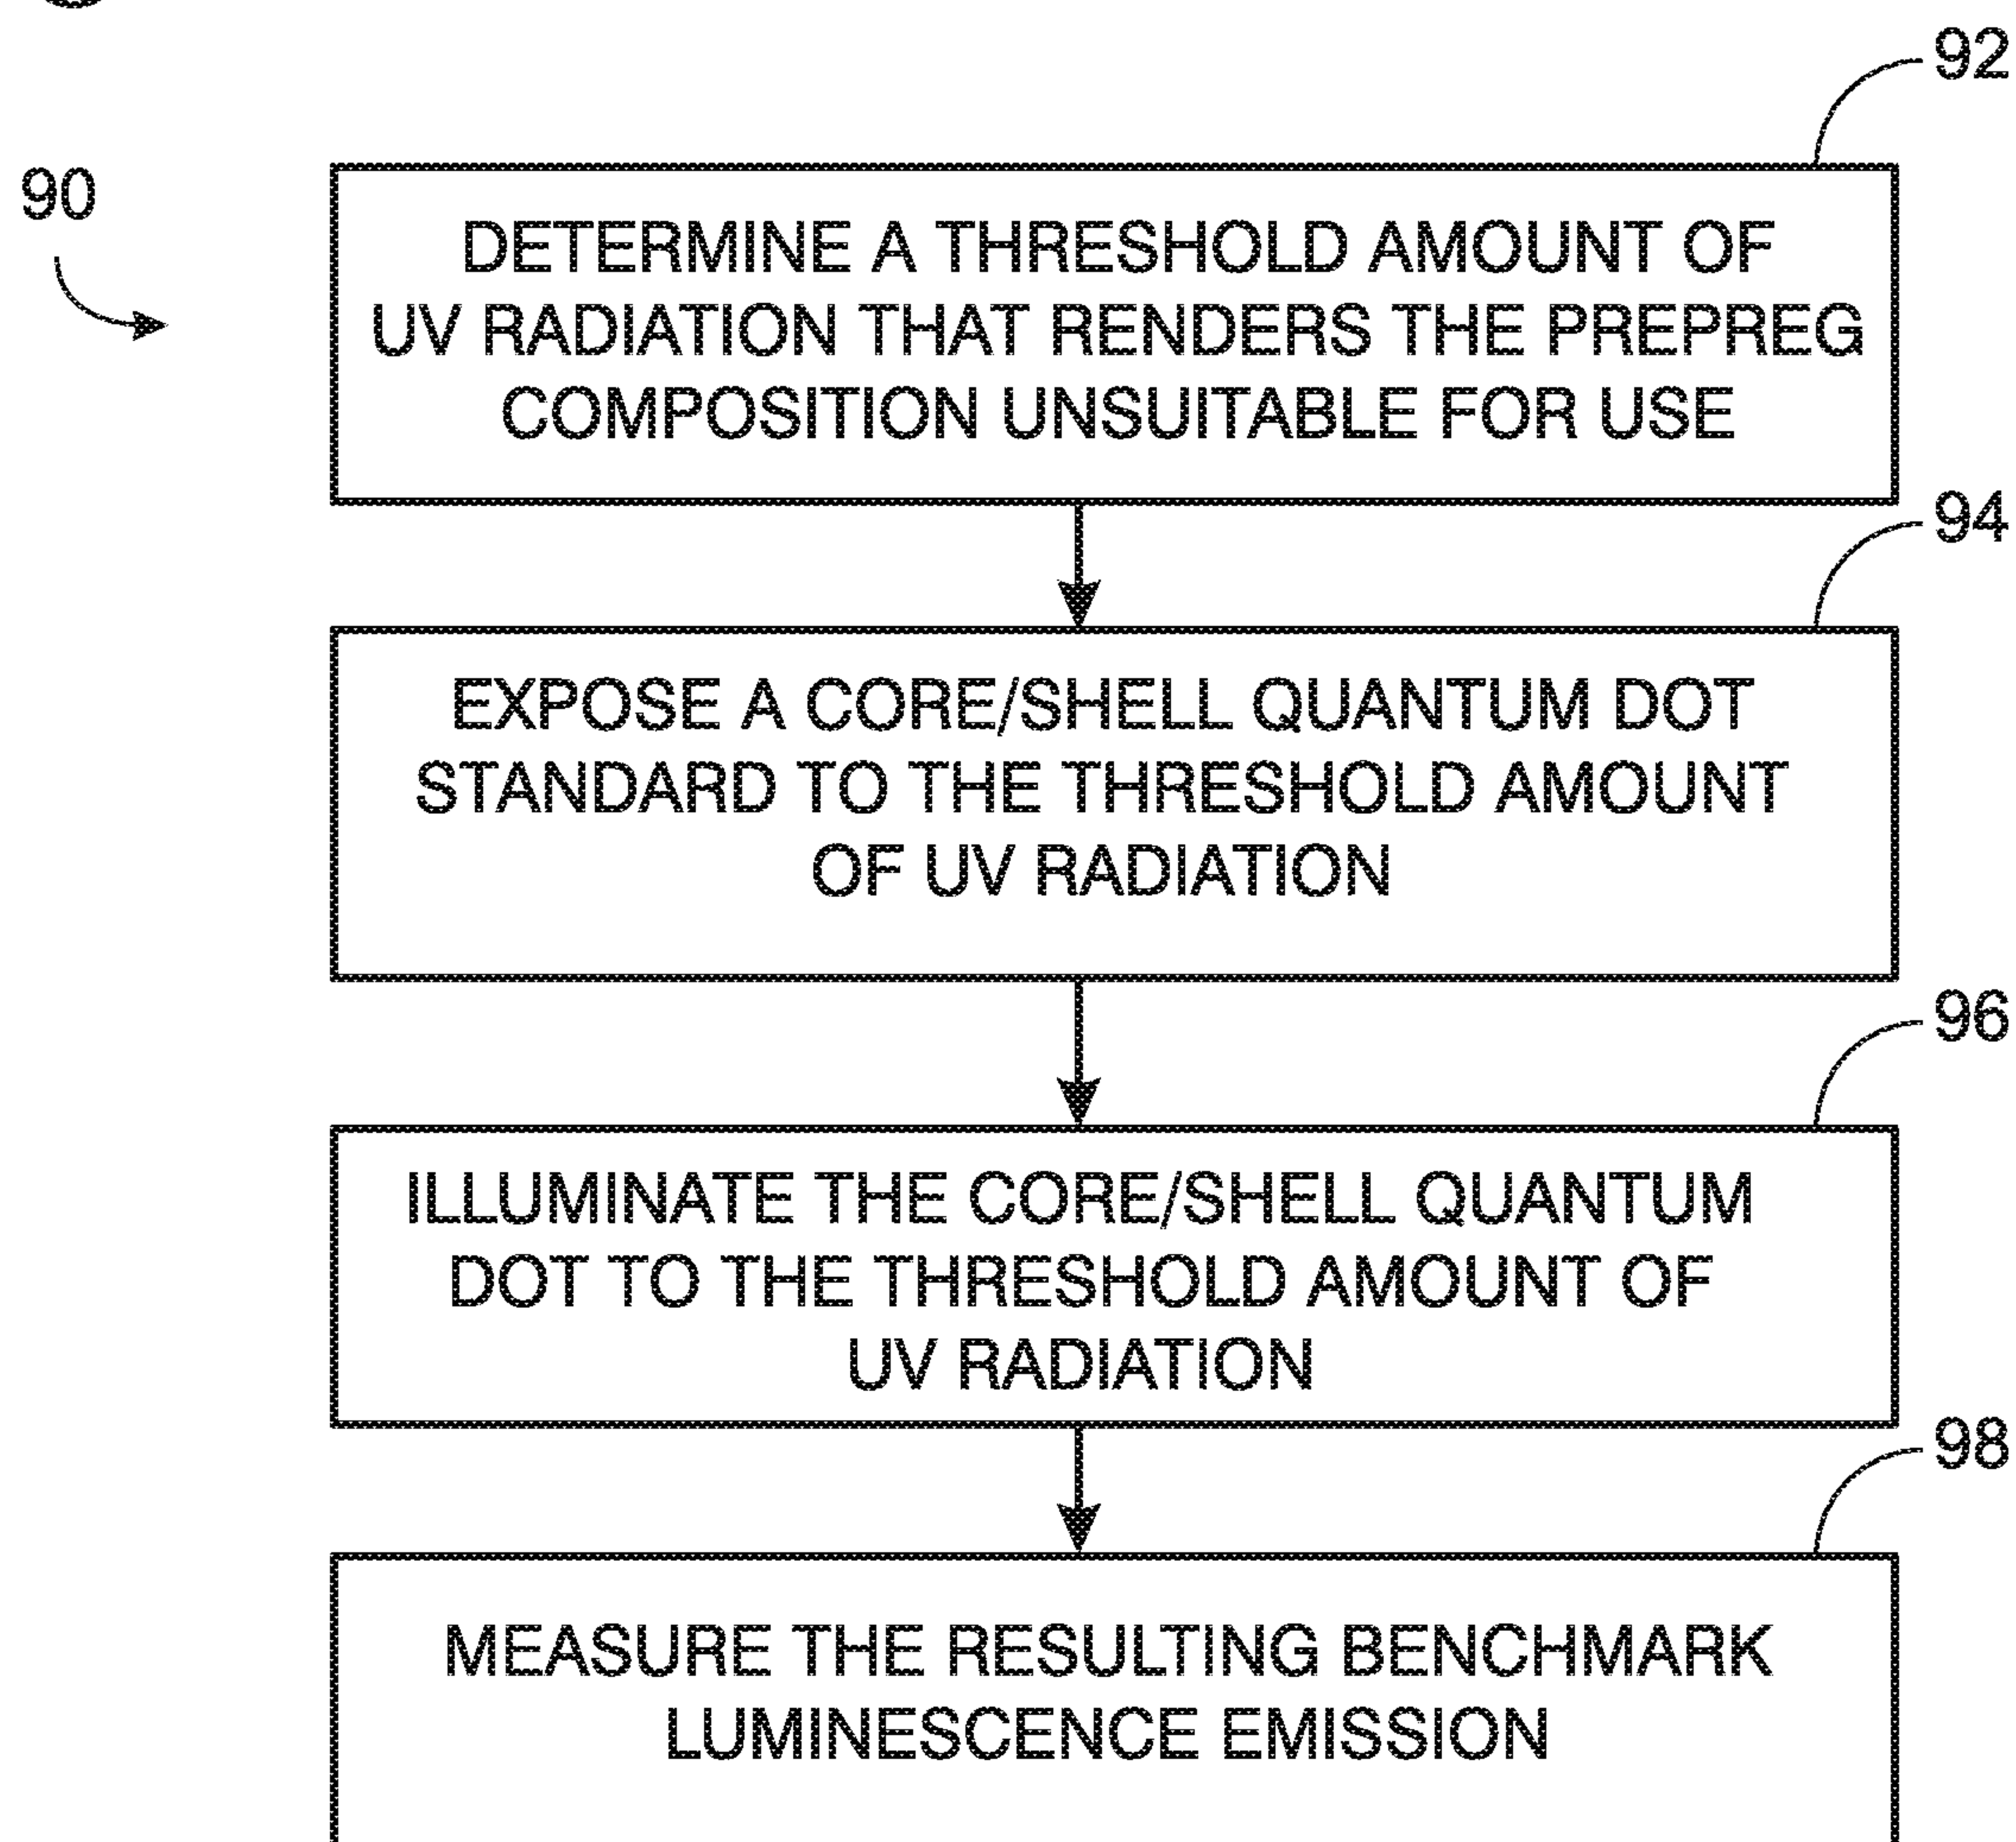 92
90
DETERMINE A THRESHOLD AMOUNT OF
UV RADIATION THAT RENDERS THE PREPREG
COMPOSITION UNSUITABLE FOR USE
94
EXPOSE A CORE/SHELL QUANTUM DOT
STANDARD TO THE THRESHOLD AMOUNT
OF UV RADIATION
96
ILLUMINATE THE CORE/SHELL QUANTUM
DOT TO THE THRESHOLD AMOUNT OF
UV RADIATION
98
MEASURE THE RESULTING BENCHMARK
LUMINESCENCE EMISSION